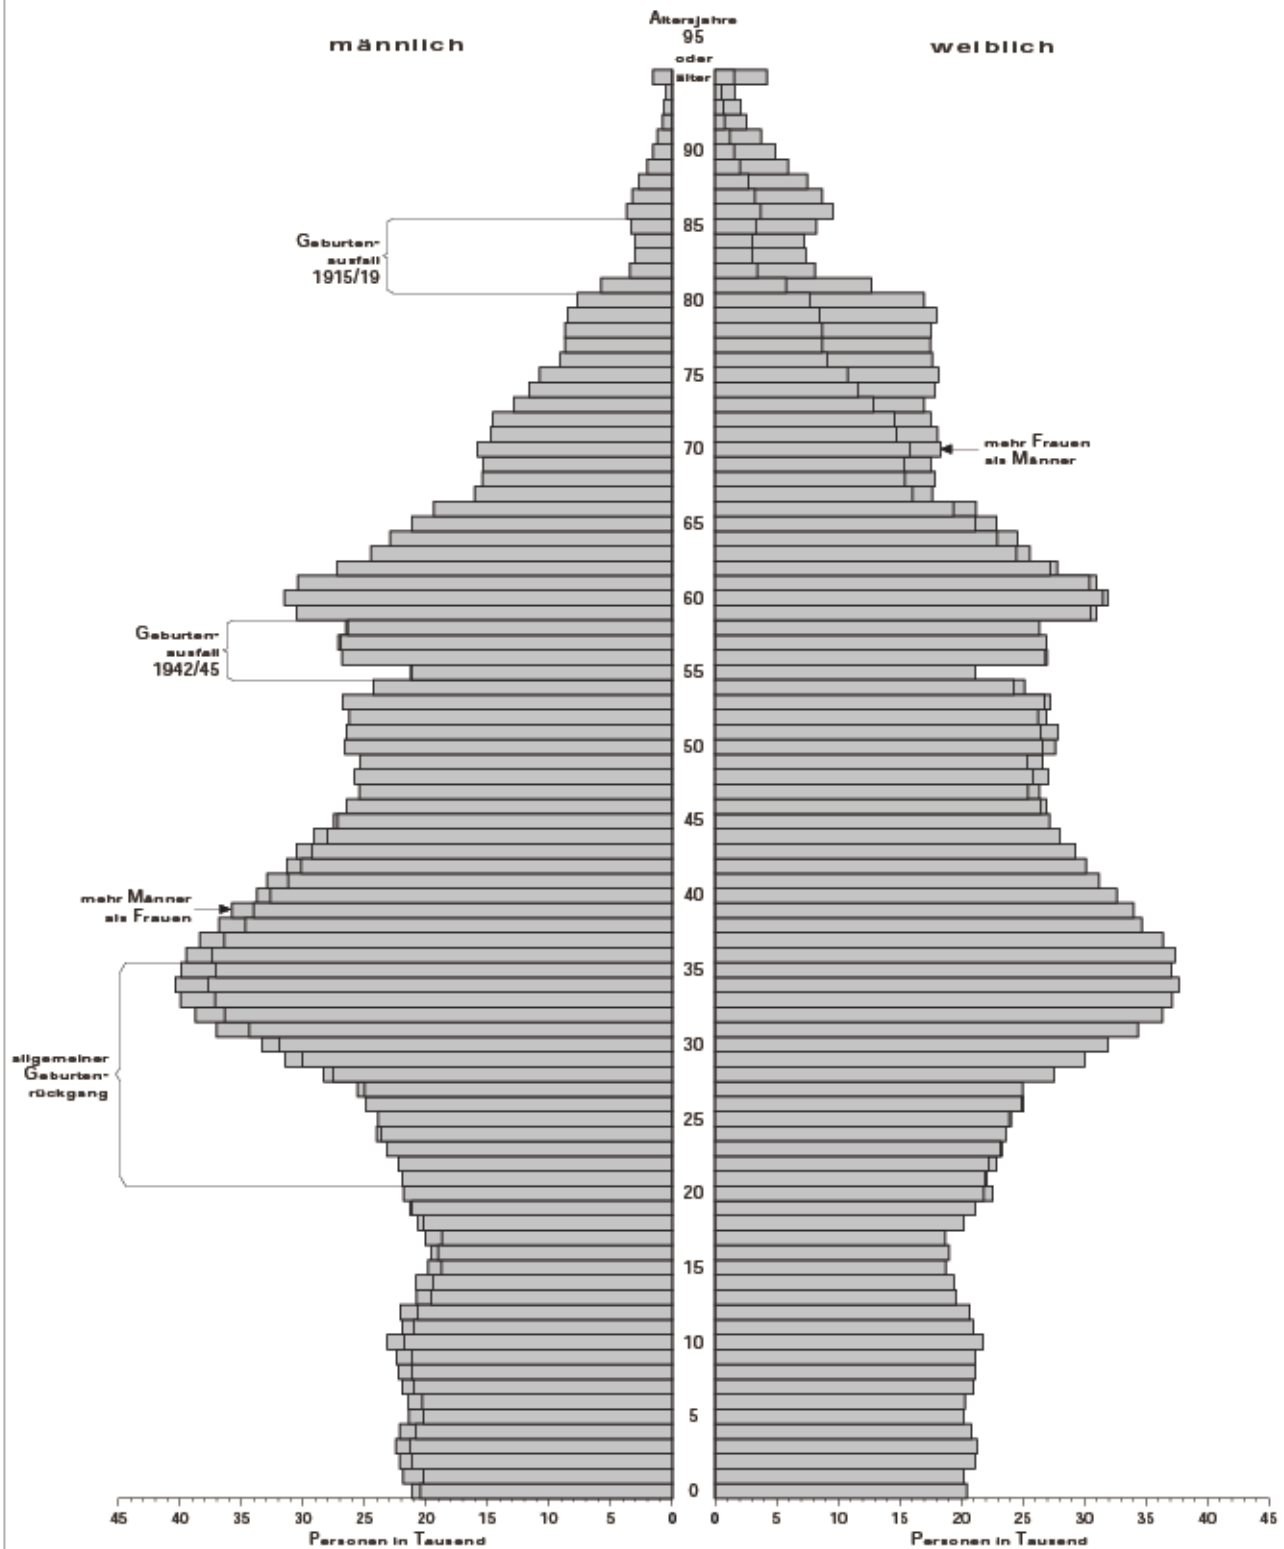 Altersjahre
männlich
95
weiblich
oder
älter
90
85
Geburten-
ausfall
1915/19
80
75
70
mehr Frauen
als Männer
65
60
Geburten-
ausfall
1942/45
55
50
45
40
mehr Männer
als Frauen
35
30
allgemeiner
Geburten-
rückgang
25
20
15
10
5
0
45 40 35 30 25 20 15 10 5 0 0 5 10 15 20 25 30 35 40 45
Personen in Tausend Personen in Tausend